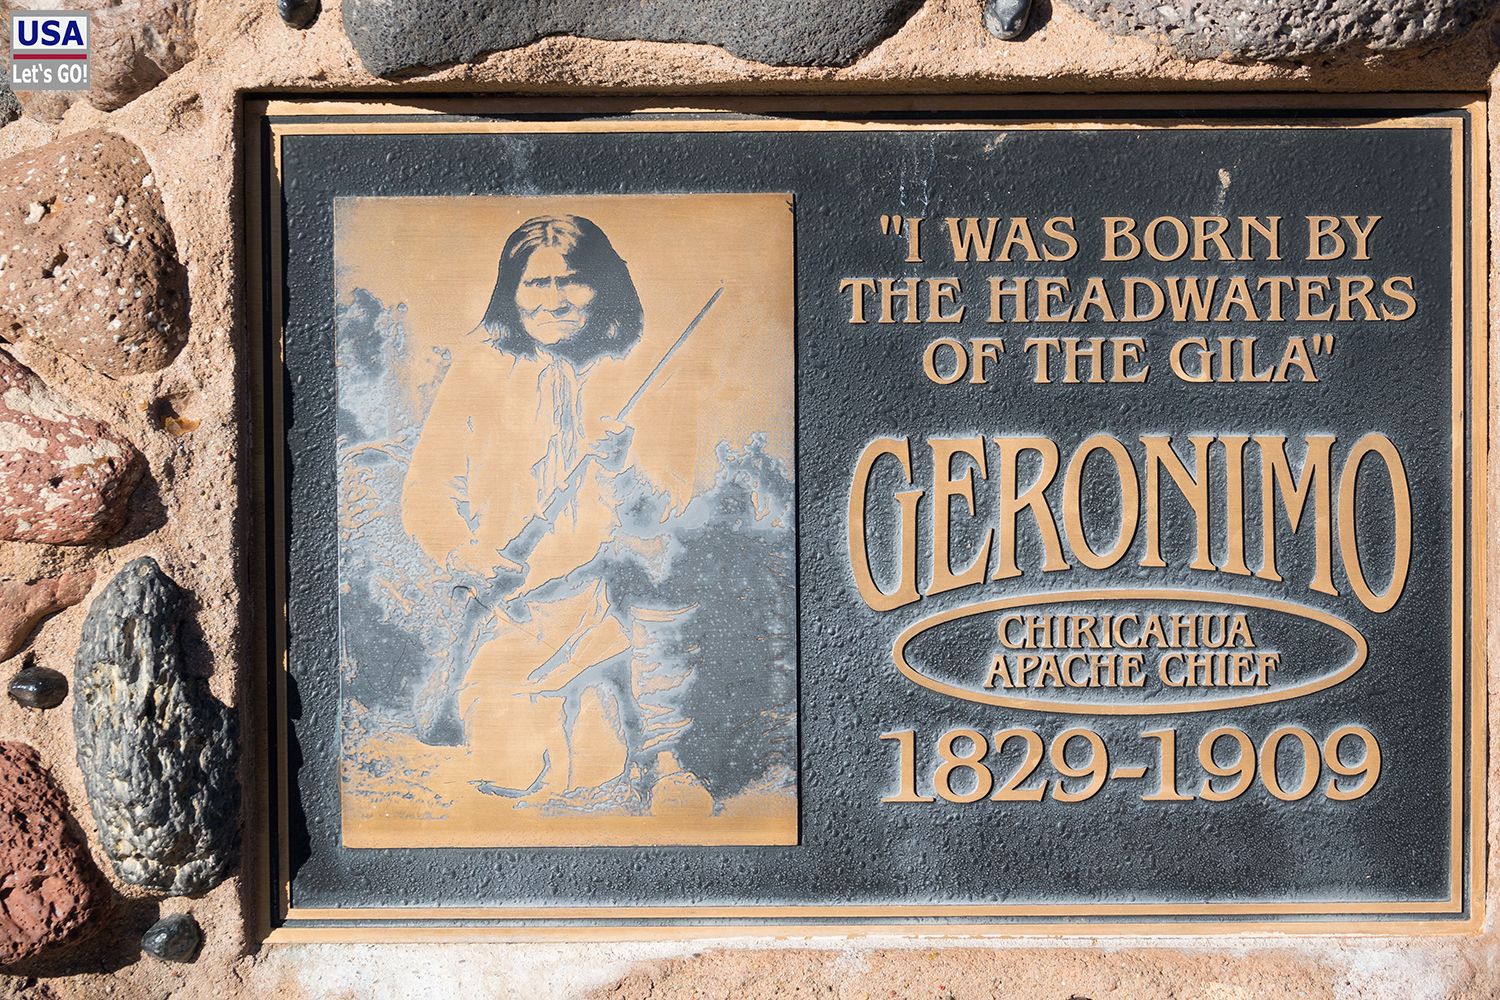 USA
Let's GO!
"I WAS BORN BY
THE HEADWATERS
OF THE GILA"
GERONIMO
CHIRICAHUA
APACHE CHIEF
1829-1909